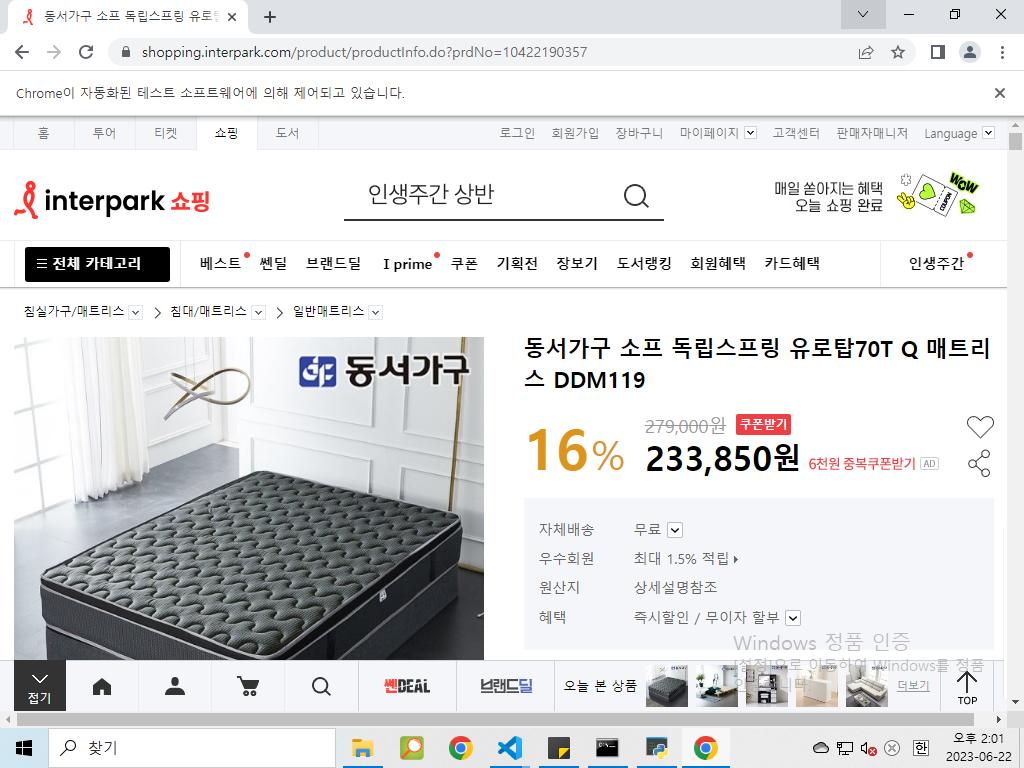 동서가구 소프 독립스프링 유로탑
shopping.interpark.com/product/productInfo.do?prdNo=10422190357
Chrome이 자동화된 테스트 소프트웨어에 의해 제어되고 있습니다.
홈 투어 티켓 쇼핑 도서 로그인 회원가입 장바구니 마이페이지 고객센터 판매자매니저 Language
interpark 쇼핑
인생주간 상반
매일 쏟아지는 혜택
오늘 쇼핑 완료
WOW
COUPON
전체 카테고리 베스트 쎈딜 브랜드딜 I prime 쿠폰 기획전 장보기 도서랭킹 회원혜택 카드혜택 인생주간
침실가구/매트리스 > 침대/매트리스 > 일반매트리스
동서가구
동서가구 소프 독립스프링 유로탑70T Q 매트리
스 DDM119
16%
279,000원 쿠폰받기
233,850원 6천원 중복쿠폰받기 AD
자체배송 무료
우수회원 최대 1.5% 적립
원산지 상세설명참조
혜택 즉시할인 / 무이자 할부
Windows 정품 인증
[설정]으로 이동하여 Windows를 정품
접기
쎈DEAL
브랜드딜
오늘 본 상품
더보기
TOP
찾기
한
오후 2:01
2023-06-22